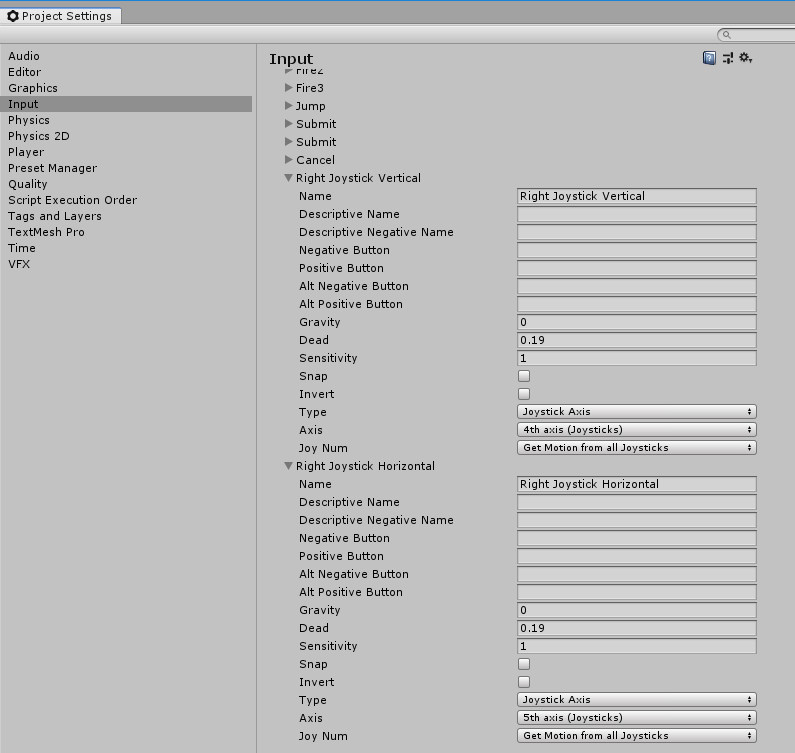 Project Settings
Audio
Editor
Graphics
Input
Physics
Physics 2D
Player
Preset Manager
Quality
Script Execution Order
Tags and Layers
TextMesh Pro
Time
VFX
Input
Fire2
Fire3
Jump
Submit
Submit
Cancel
Right Joystick Vertical
Name Right Joystick Vertical
Descriptive Name
Descriptive Negative Name
Negative Button
Positive Button
Alt Negative Button
Alt Positive Button
Gravity 0
Dead 0.19
Sensitivity 1
Snap
Invert
Type Joystick Axis
Axis 4th axis (Joysticks)
Joy Num Get Motion from all Joysticks
Right Joystick Horizontal
Name Right Joystick Horizontal
Descriptive Name
Descriptive Negative Name
Negative Button
Positive Button
Alt Negative Button
Alt Positive Button
Gravity 0
Dead 0.19
Sensitivity 1
Snap
Invert
Type Joystick Axis
Axis 5th axis (Joysticks)
Joy Num Get Motion from all Joysticks